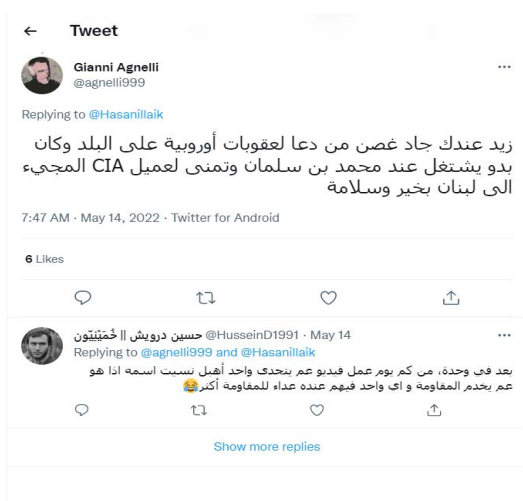 Tweet
Gianni Agnelli
@agnelli999
Replying to @Hasanillaik
زيد عندك جاد غصن من دعا لعقوبات أوروبية على البلد وكان
بدو يشتغل عند محمد بن سلمان وتمنى لعميل CIA المجيء
الى لبنان بخير وسلامة
7:47 AM · May 14, 2022 · Twitter for Android
6 Likes
حسين درويش || خُمَيْنِيّون @HusseinD1991 · May 14
Replying to @agnelli999 and @Hasanillaik
بعد في وحدة، من كم يوم عمل فيديو عم يتحدى واحد أهبل نسيت اسمه اذا هو
عم يخدم المقاومة و اي واحد فيهم عنده عداء للمقاومة أكتر😂
Show more replies